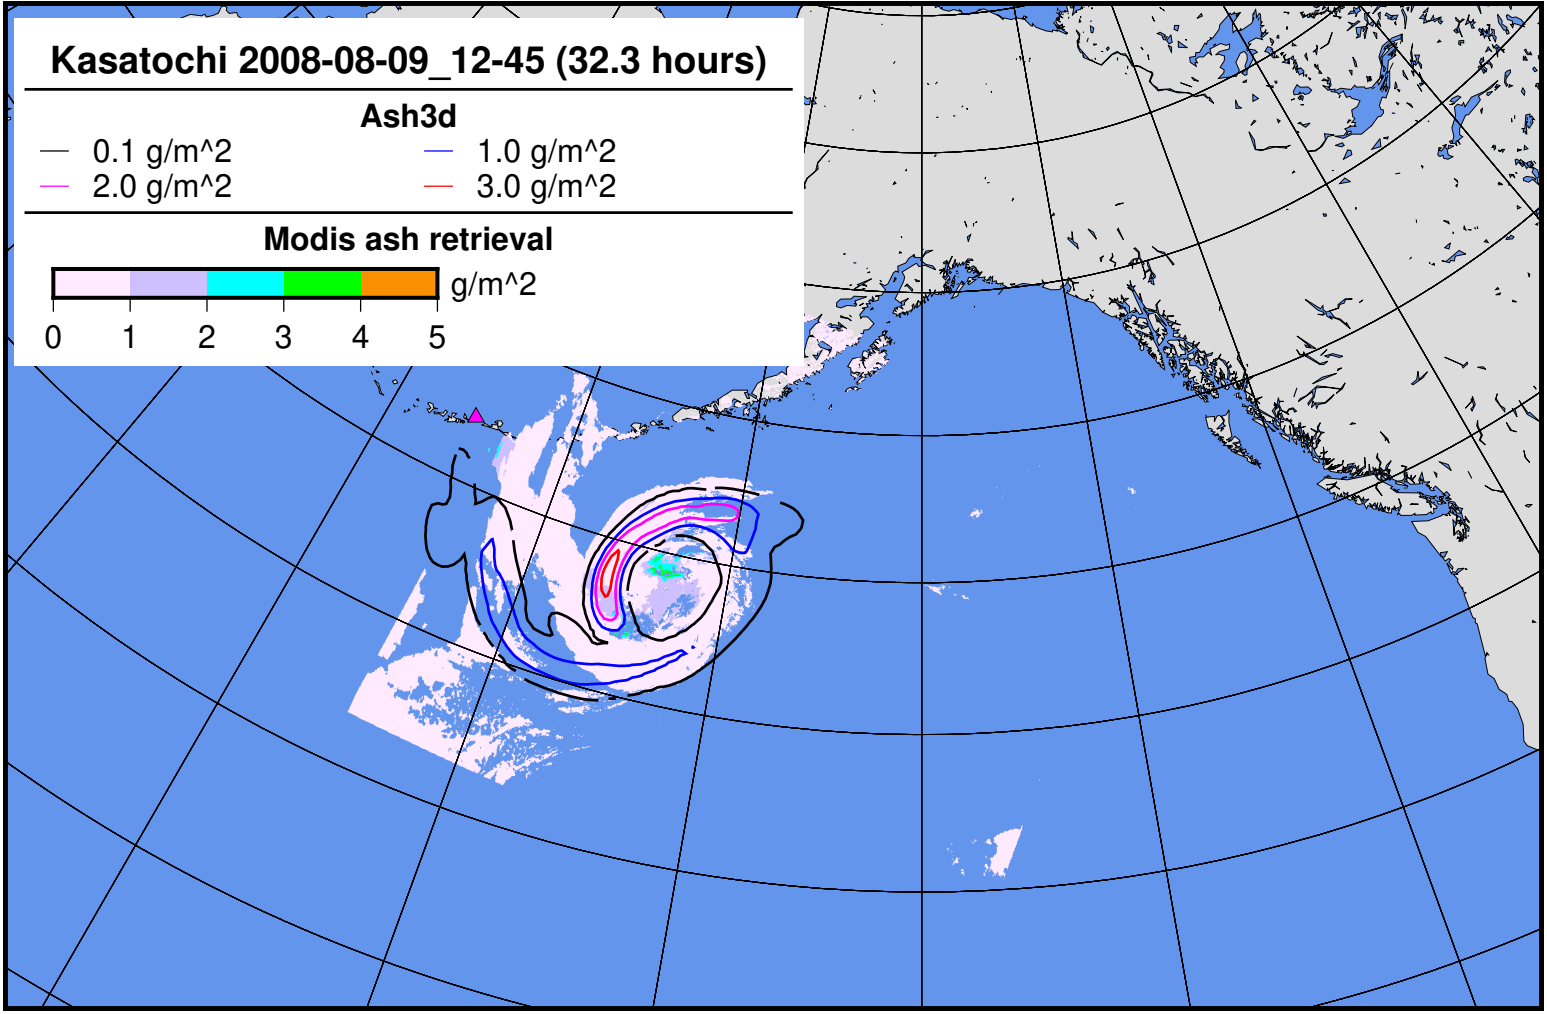 Kasatochi 2008-08-09_12-45 (32.3 hours)
Ash3d
0.1 g/m^2 1.0 g/m^2
2.0 g/m^2 3.0 g/m^2
Modis ash retrieval
g/m^2
0 1 2 3 4 5